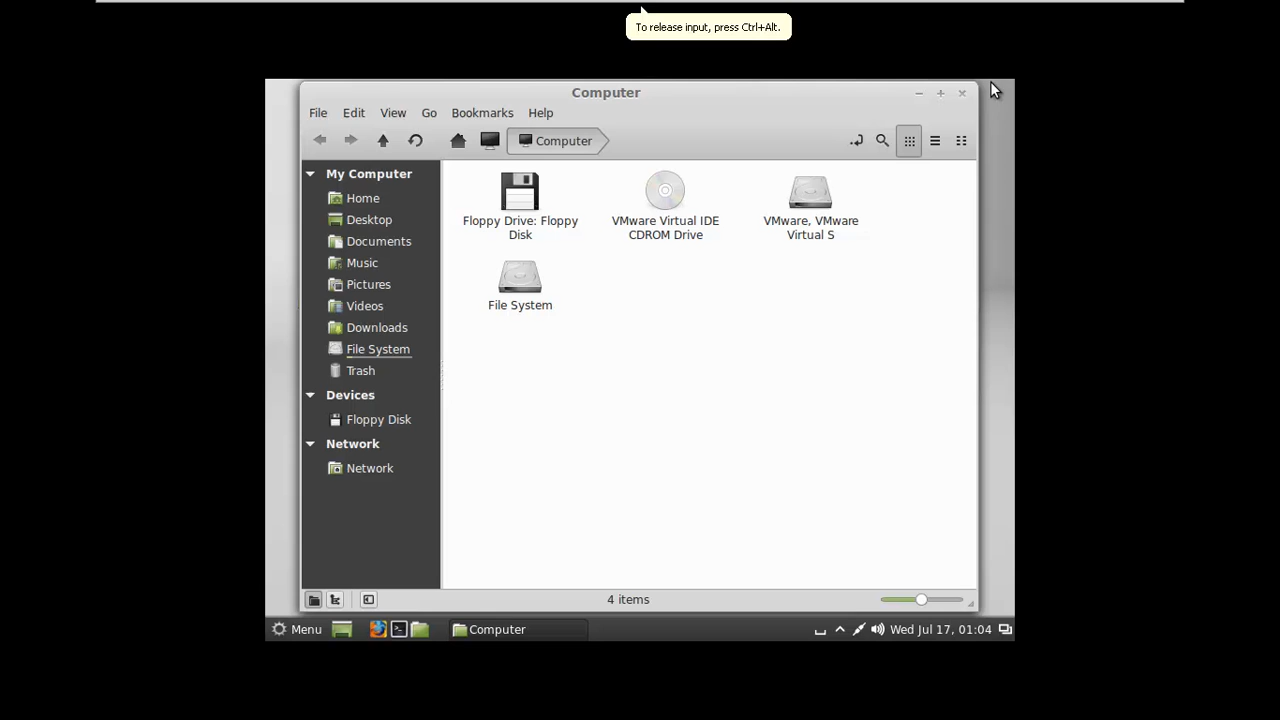 To release input, press Ctrl+Alt.
Computer
File Edit View Go Bookmarks Help
Computer
My Computer
Home
Desktop
Documents
Music
Pictures
Videos
Downloads
File System
Trash
Devices
Floppy Disk
Network
Network
Floppy Drive: Floppy
Disk
VMware Virtual IDE
CDROM Drive
VMware, VMware
Virtual S
File System
4 items
Menu
Computer
Wed Jul 17, 01:04